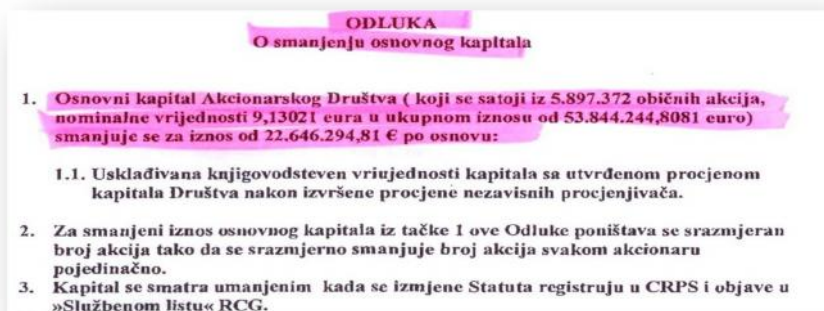 ODLUKA
O smanjenju osnovnog kapitala
1. Osnovni kapital Akcionarskog Društva ( koji se satoji iz 5.897.372 običnih akcija,
nominalne vrijednosti 9,13021 eura u ukupnom iznosu od 53.844.244,8081 euro)
smanjuje se za iznos od 22.646.294,81 € po osnovu:
1.1. Usklađivana knjigovodsteven vriujednosti kapitala sa utvrđenom procjenom
kapitala Društva nakon izvršene procjene nezavisnih procjenjivača.
2. Za smanjeni iznos osnovnog kapitala iz tačke 1 ove Odluke poništava se srazmjeran
broj akcija tako da se srazmjerno smanjuje broj akcija svakom akcionaru
pojedinačno.
3. Kapital se smatra umanjenim kada se izmjene Statuta registruju u CRPS i objave u
»Službenom listu« RCG.